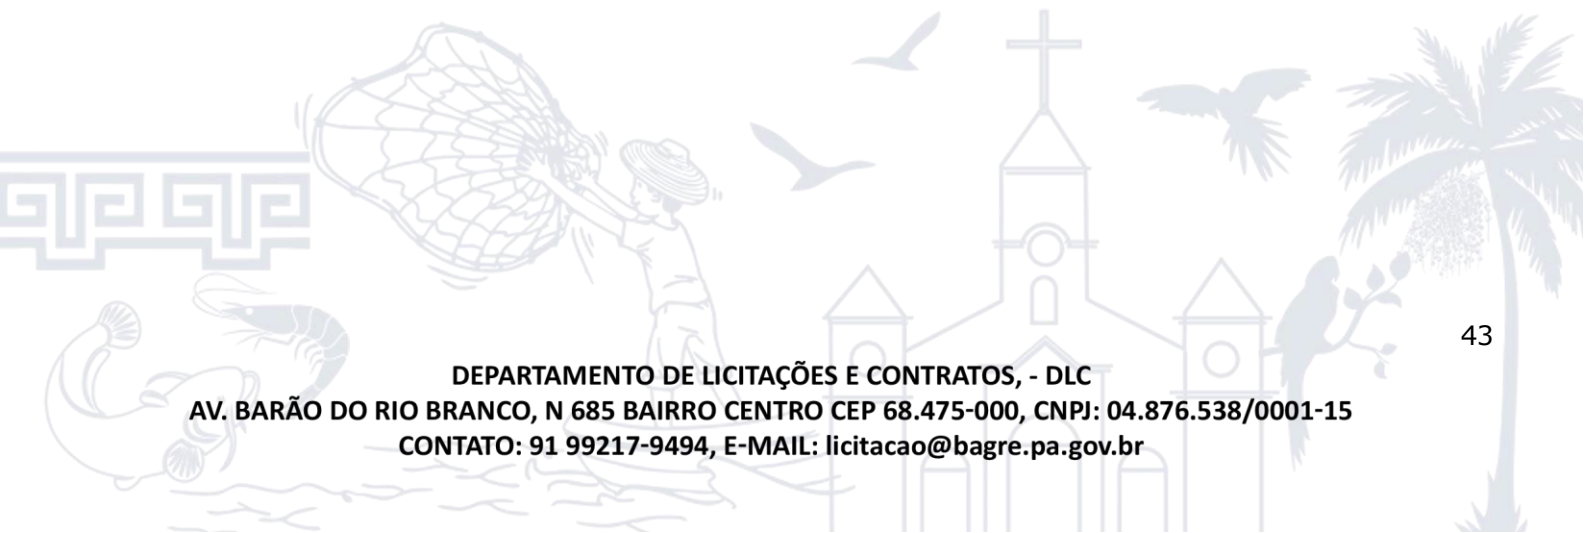 43
DEPARTAMENTO DE LICITAÇÕES E CONTRATOS, - DLC
AV. BARÃO DO RIO BRANCO, N 685 BAIRRO CENTRO CEP 68.475-000, CNPJ: 04.876.538/0001-15
CONTATO: 91 99217-9494, E-MAIL: licitacao@bagre.pa.gov.br